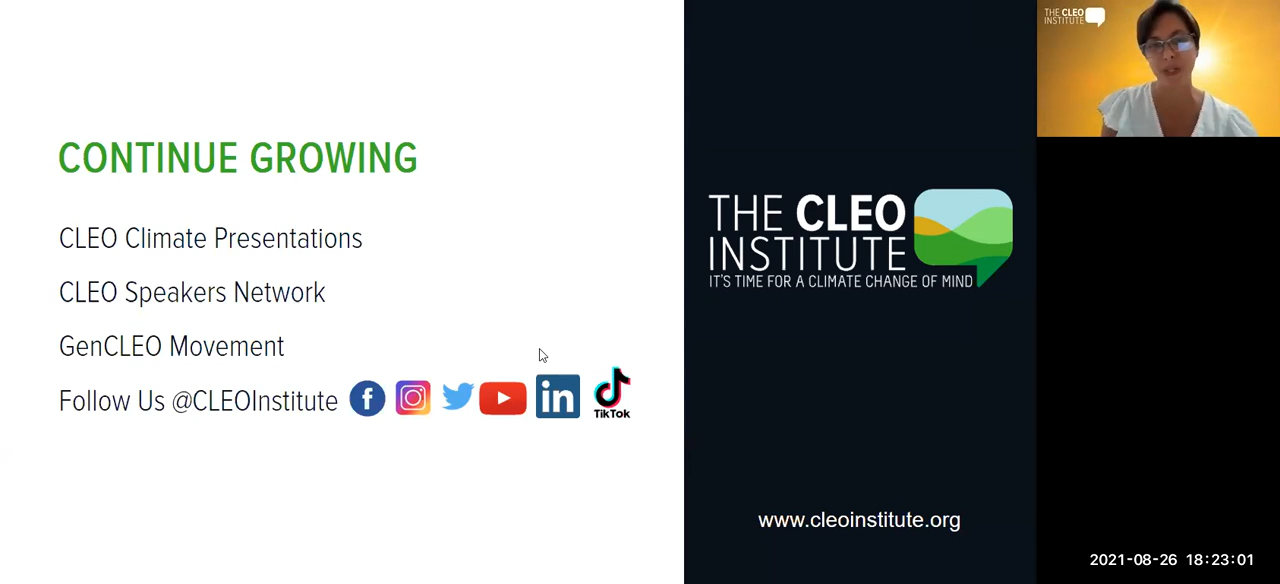 CONTINUE GROWING
CLEO Climate Presentations
CLEO Speakers Network
GenCLEO Movement
Follow Us @CLEOInstitute
TikTok
THE CLEO
INSTITUTE
IT'S TIME FOR A CLIMATE CHANGE OF MIND
www.cleoinstitute.org
THE CLEO
INSTITUTE
2021-08-26 18:23:01